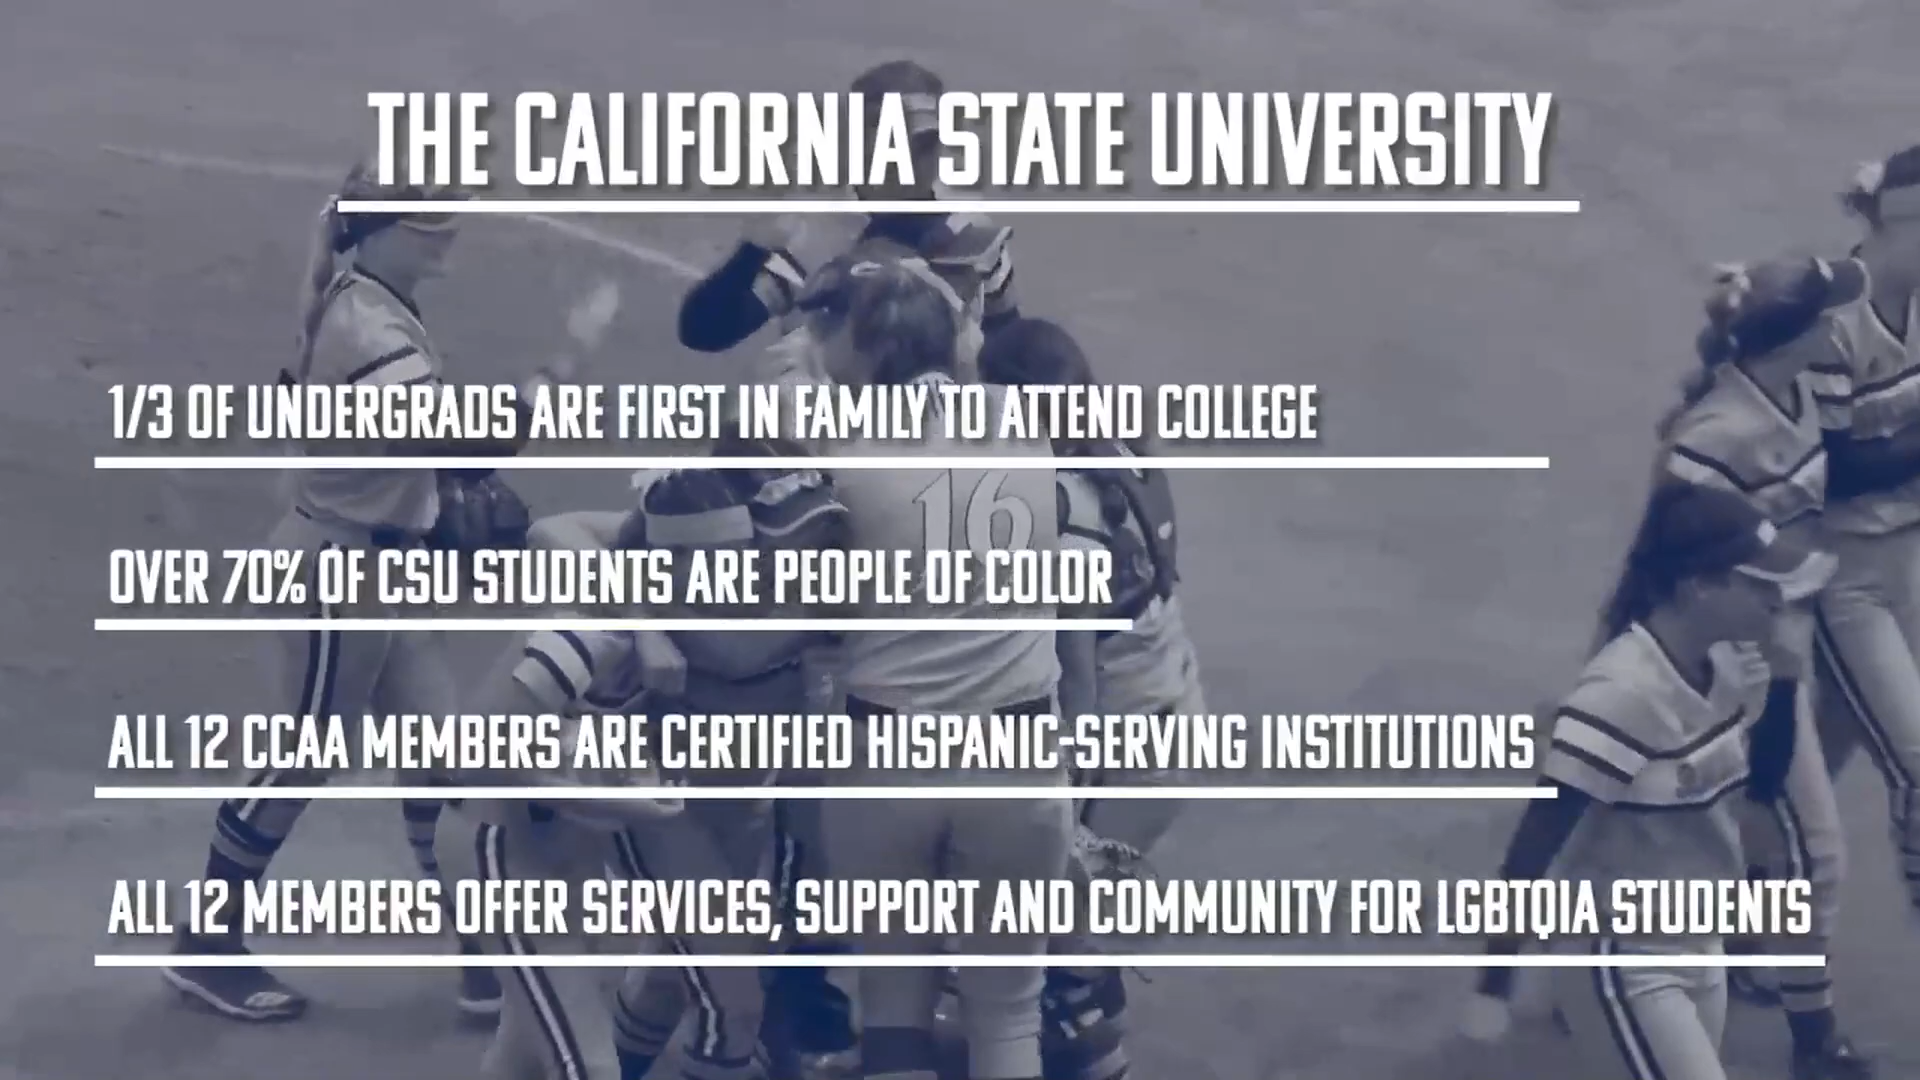 THE CALIFORNIA STATE UNIVERSITY
1/3 OF UNDERGRADS ARE FIRST IN FAMILY TO ATTEND COLLEGE
16
OVER 70% OF CSU STUDENTS ARE PEOPLE OF COLOR
ALL 12 CCAA MEMBERS ARE CERTIFIED HISPANIC-SERVING INSTITUTIONS
ALL 12 MEMBERS OFFER SERVICES, SUPPORT AND COMMUNITY FOR LGBTQIA STUDENTS